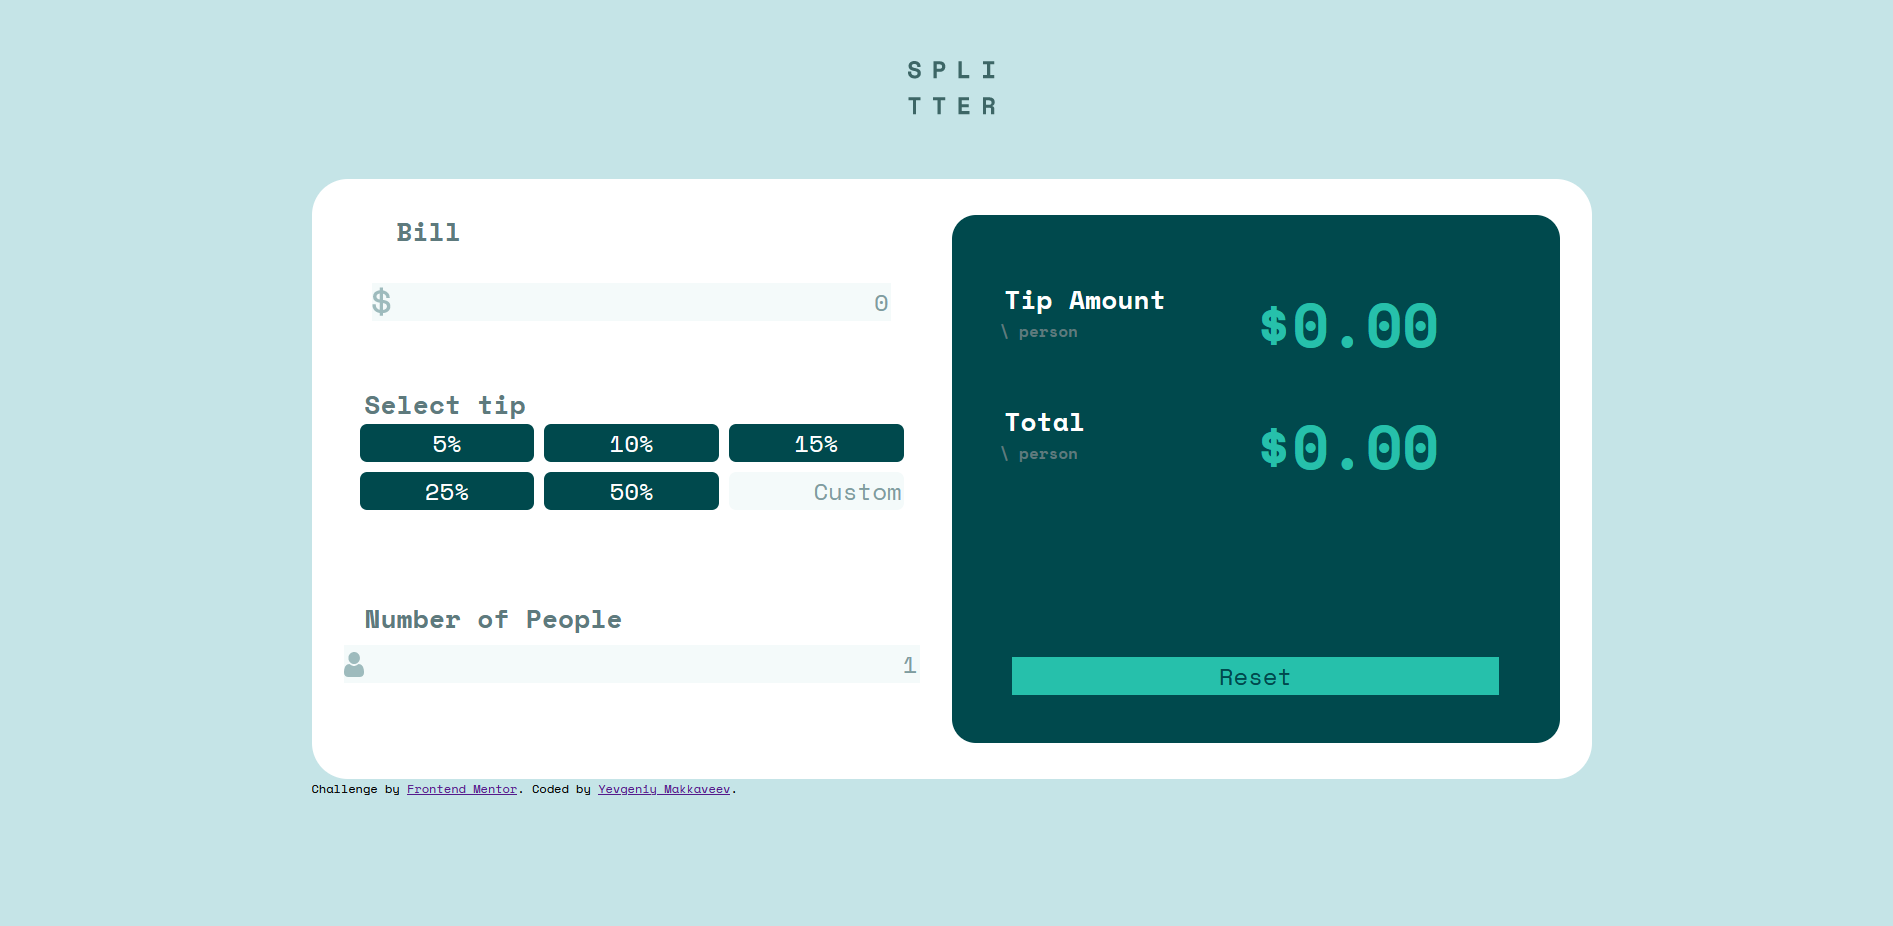 SPLI
TTER
Bill
$ 0
Select tip
5% 10% 15%
25% 50% Custom
Number of People
1
Tip Amount
\ person
$0.00
Total
\ person
$0.00
Reset
Challenge by Frontend Mentor. Coded by Yevgeniy Makkaveev.